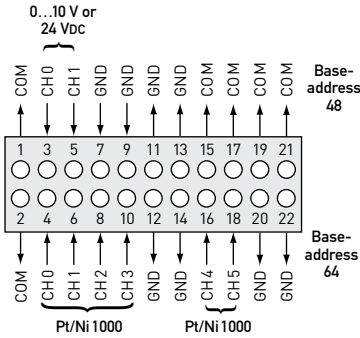 0...10 V or
24 VDC
COM CH0 CH1 GND GND GND GND COM COM COM COM
Base-
address
48
1 3 5 7 9 11 13 15 17 19 21
2 4 6 8 10 12 14 16 18 20 22
Base-
address
64
COM CH0 CH1 CH2 CH3 GND GND CH4 CH5 GND GND
Pt/Ni 1000 Pt/Ni 1000